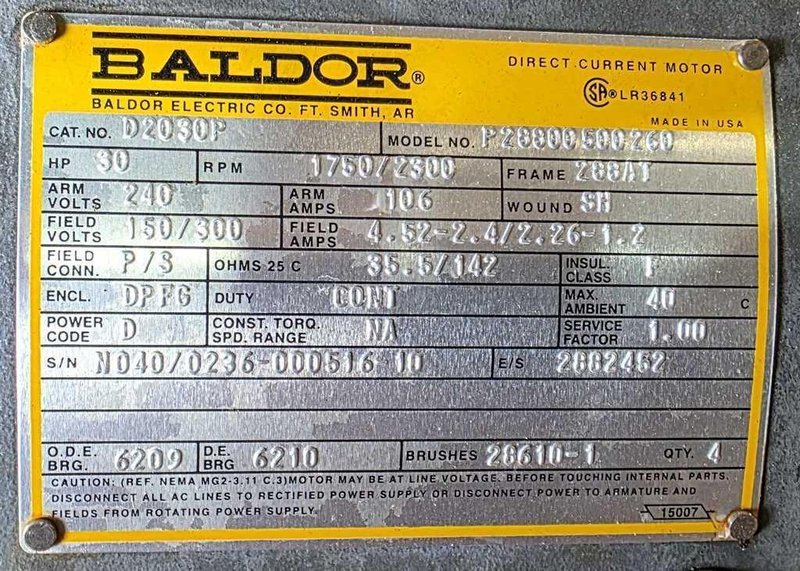 BALDOR®
DIRECT CURRENT MOTOR
SA ® LR36841
BALDOR ELECTRIC CO. FT. SMITH, AR
MADE IN USA
CAT. NO. D2030P MODEL NO. P28800500260
HP 30 RPM 1750/2300 FRAME 288AT
ARM VOLTS 240 ARM AMPS 106 WOUND SH
FIELD VOLTS 150/300 FIELD AMPS 4.52-2.4/2.26-1.2
FIELD CONN. P/S OHMS 25 C 35.5/142 INSUL. CLASS F
ENCL. DPFG DUTY CONT MAX. AMBIENT 40 C
POWER CODE D CONST. TORQ. SPD. RANGE NA SERVICE FACTOR 1.00
S/N N040/0236-000516-10 E/S 2882462
O.D.E. BRG. 6209 D.E. BRG 6210 BRUSHES 28610-1 QTY. 4
CAUTION: (REF. NEMA MG2-3.11 C.3)MOTOR MAY BE AT LINE VOLTAGE. BEFORE TOUCHING INTERNAL PARTS,
DISCONNECT ALL AC LINES TO RECTIFIED POWER SUPPLY OR DISCONNECT POWER TO ARMATURE AND
FIELDS FROM ROTATING POWER SUPPLY.
15007